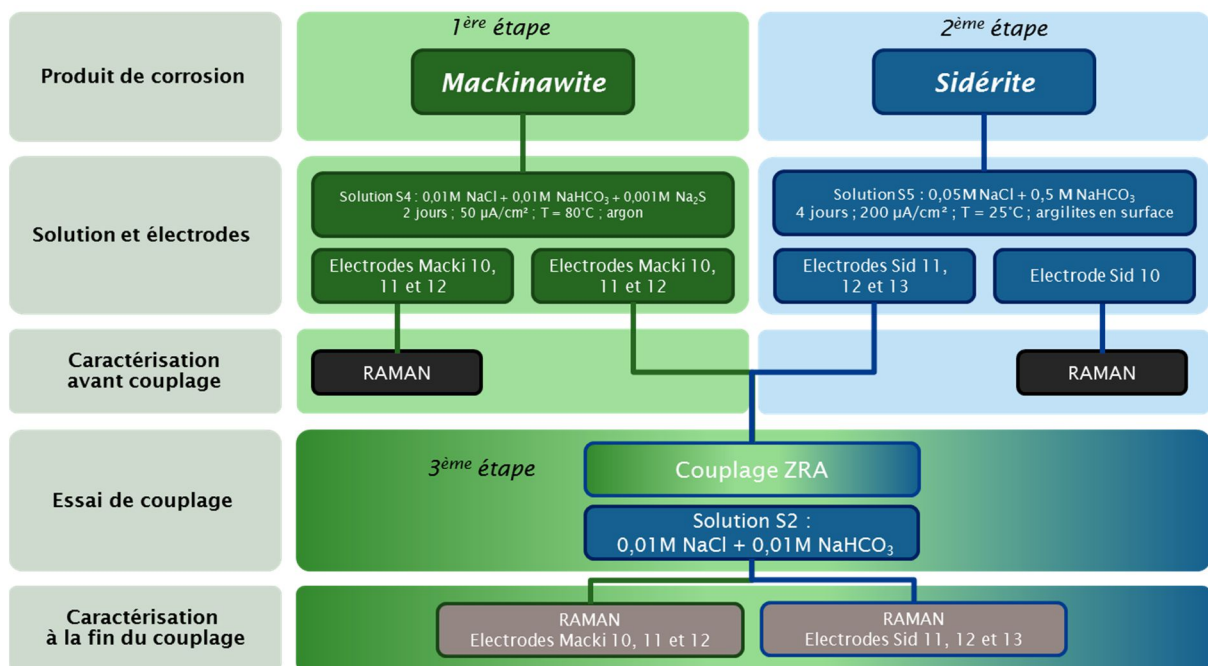 1ère étape
2ème étape
Produit de corrosion
Mackinawite
Sidérite
Solution et électrodes
Solution S4 : 0,01M NaCl + 0,01M NaHCO₃ + 0,001M Na₂S
2 jours ; 50 µA/cm² ; T = 80°C ; argon
Solution S5 : 0,05M NaCl + 0,5 M NaHCO₃
4 jours ; 200 µA/cm² ; T = 25°C ; argilites en surface
Electrodes Macki 10,
11 et 12
Electrodes Macki 10,
11 et 12
Electrodes Sid 11,
12 et 13
Electrode Sid 10
Caractérisation
avant couplage
RAMAN
RAMAN
Essai de couplage
3ème étape
Couplage ZRA
Solution S2 :
0,01M NaCl + 0,01M NaHCO₃
Caractérisation
à la fin du couplage
RAMAN
Electrodes Macki 10, 11 et 12
RAMAN
Electrodes Sid 11, 12 et 13